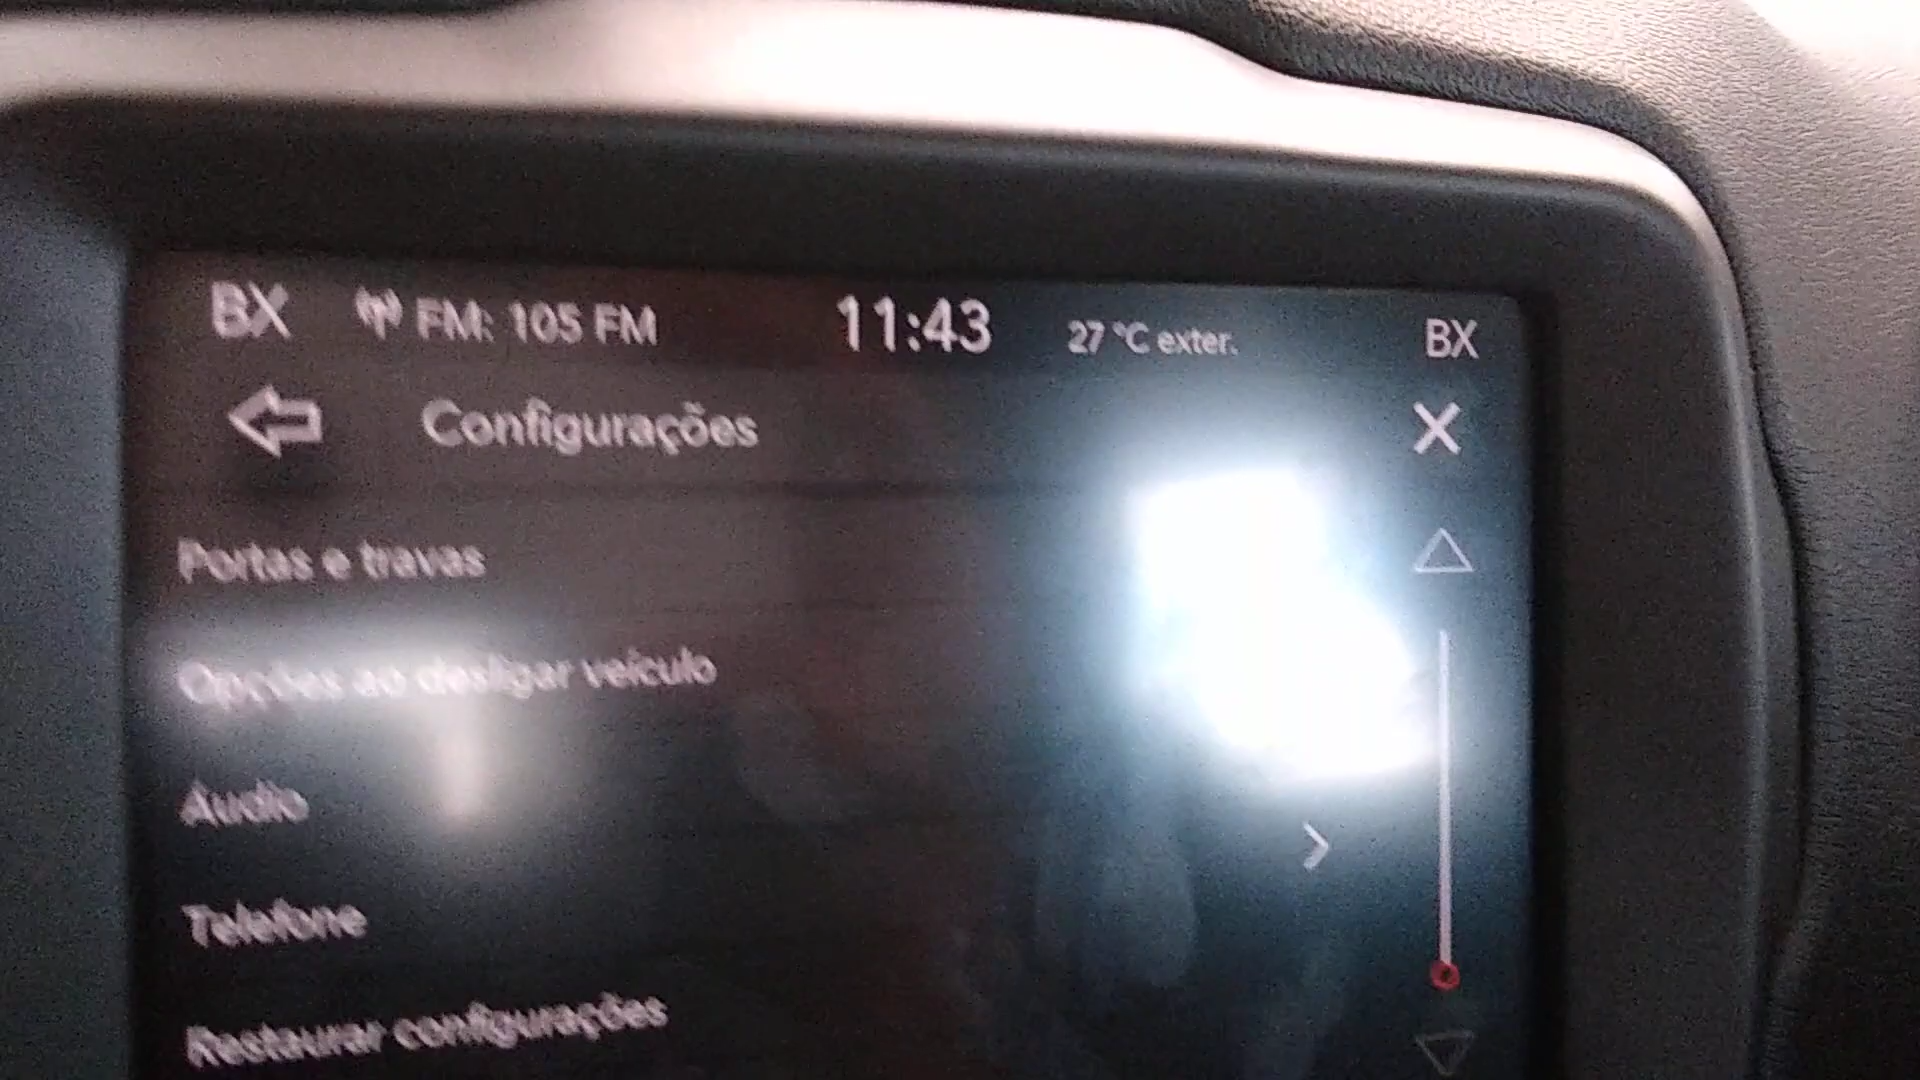 BX FM: 105 FM 11:43 27 °C exter. BX
Configurações X
Portas e travas
Opções ao desligar veículo
Áudio
Telefone
Restaurar configurações